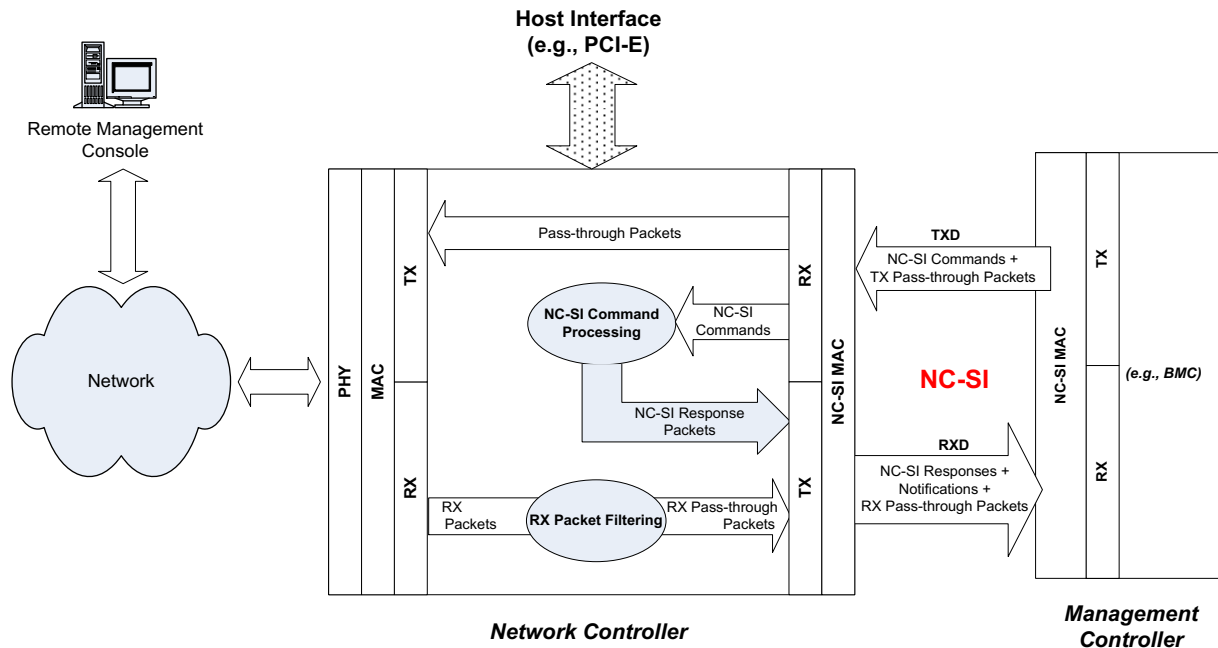 Host Interface
(e.g., PCI-E)
Remote Management
Console
Network
PHY
MAC
TX
RX
Pass-through Packets
NC-SI Command
Processing
NC-SI
Commands
NC-SI Response
Packets
RX
Packets
RX Packet Filtering
RX Pass-through
Packets
RX
TX
NC-SI MAC
TXD
NC-SI Commands +
TX Pass-through Packets
NC-SI
RXD
NC-SI Responses +
Notifications +
RX Pass-through Packets
NC-SI MAC
TX
RX
(e.g., BMC)
Network Controller
Management
Controller